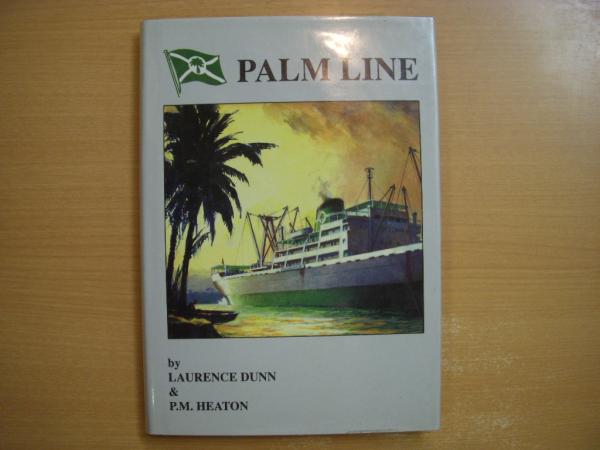 PALM LINE
by
LAURENCE DUNN
&
P.M. HEATON